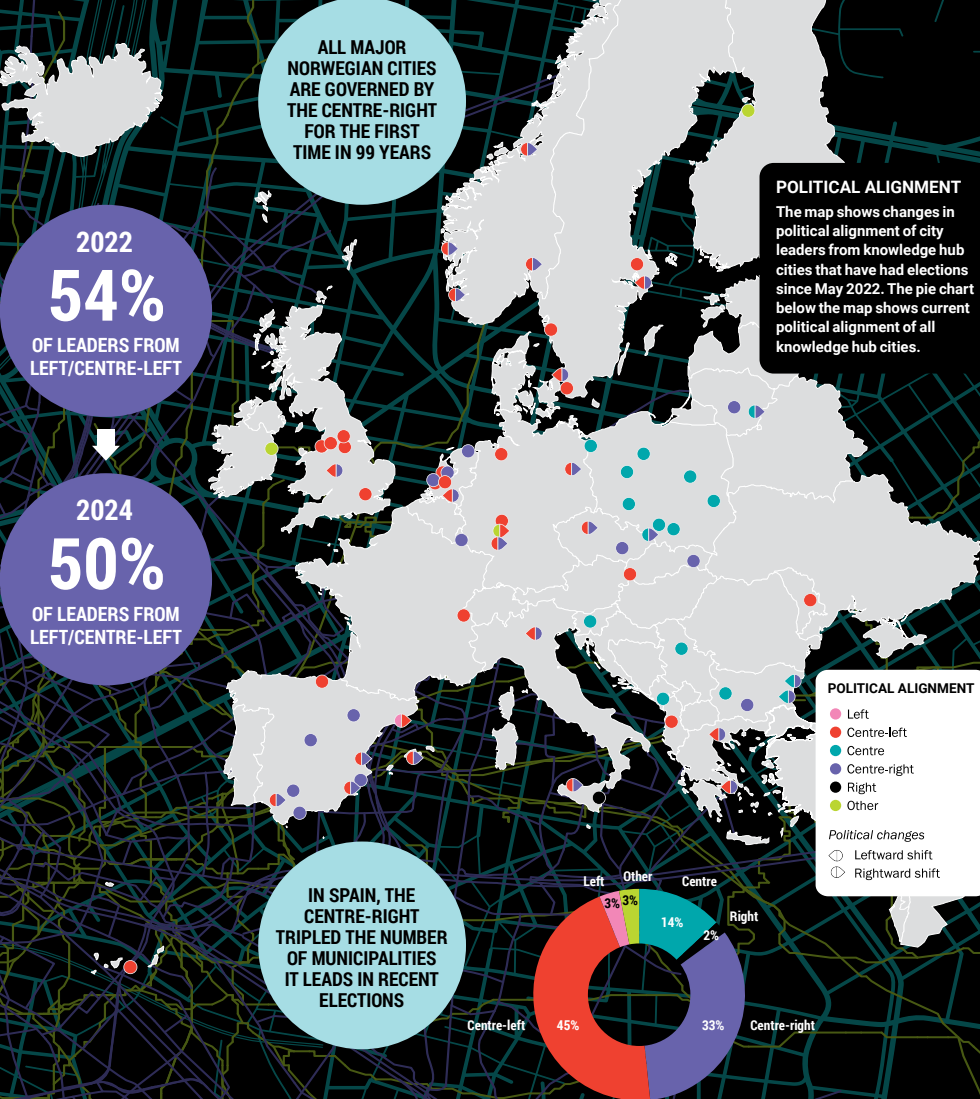 ALL MAJOR
NORWEGIAN CITIES
ARE GOVERNED BY
THE CENTRE-RIGHT
FOR THE FIRST
TIME IN 99 YEARS
POLITICAL ALIGNMENT
The map shows changes in
political alignment of city
leaders from knowledge hub
cities that have had elections
since May 2022. The pie chart
below the map shows current
political alignment of all
knowledge hub cities.
2022
54%
OF LEADERS FROM
LEFT/CENTRE-LEFT
2024
50%
OF LEADERS FROM
LEFT/CENTRE-LEFT
POLITICAL ALIGNMENT
Left
Centre-left
Centre
Centre-right
Right
Other
Political changes
Leftward shift
Rightward shift
IN SPAIN, THE
CENTRE-RIGHT
TRIPLED THE NUMBER
OF MUNICIPALITIES
IT LEADS IN RECENT
ELECTIONS
Left
Other
Centre
3%
3%
14%
Right
2%
Centre-left
45%
33%
Centre-right